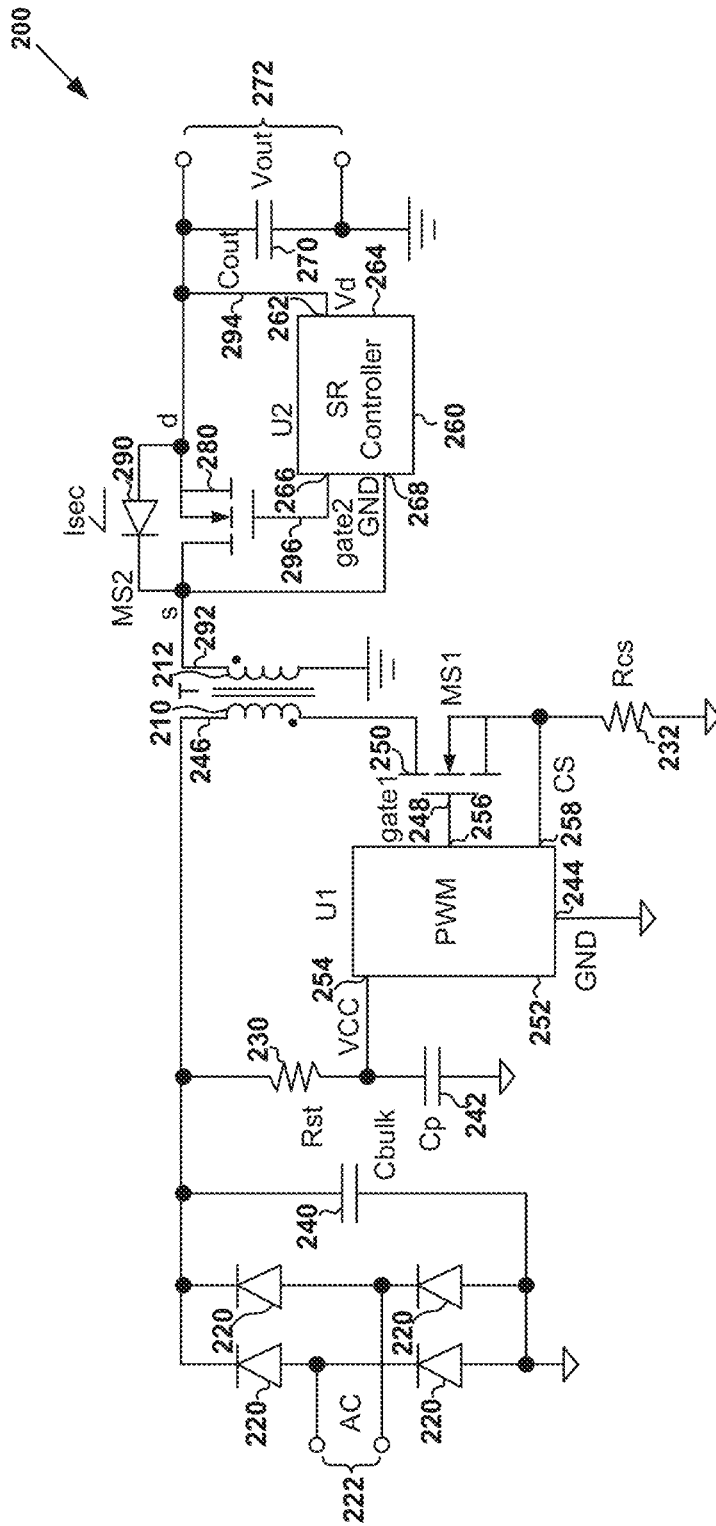 200
222
AC
220
220
220
220
240
Cbulk
Rst
230
Cp
242
VCC
254
U1
PWM
252
GND
244
gate1
248
256
250
258
CS
MS1
Rcs
232
246
210
T
212
292
s
MS2
Isec
290
d
280
296
gate2
GND
266
268
U2
SR
Controller
260
262
264
Vd
294
Cout
270
Vout
272